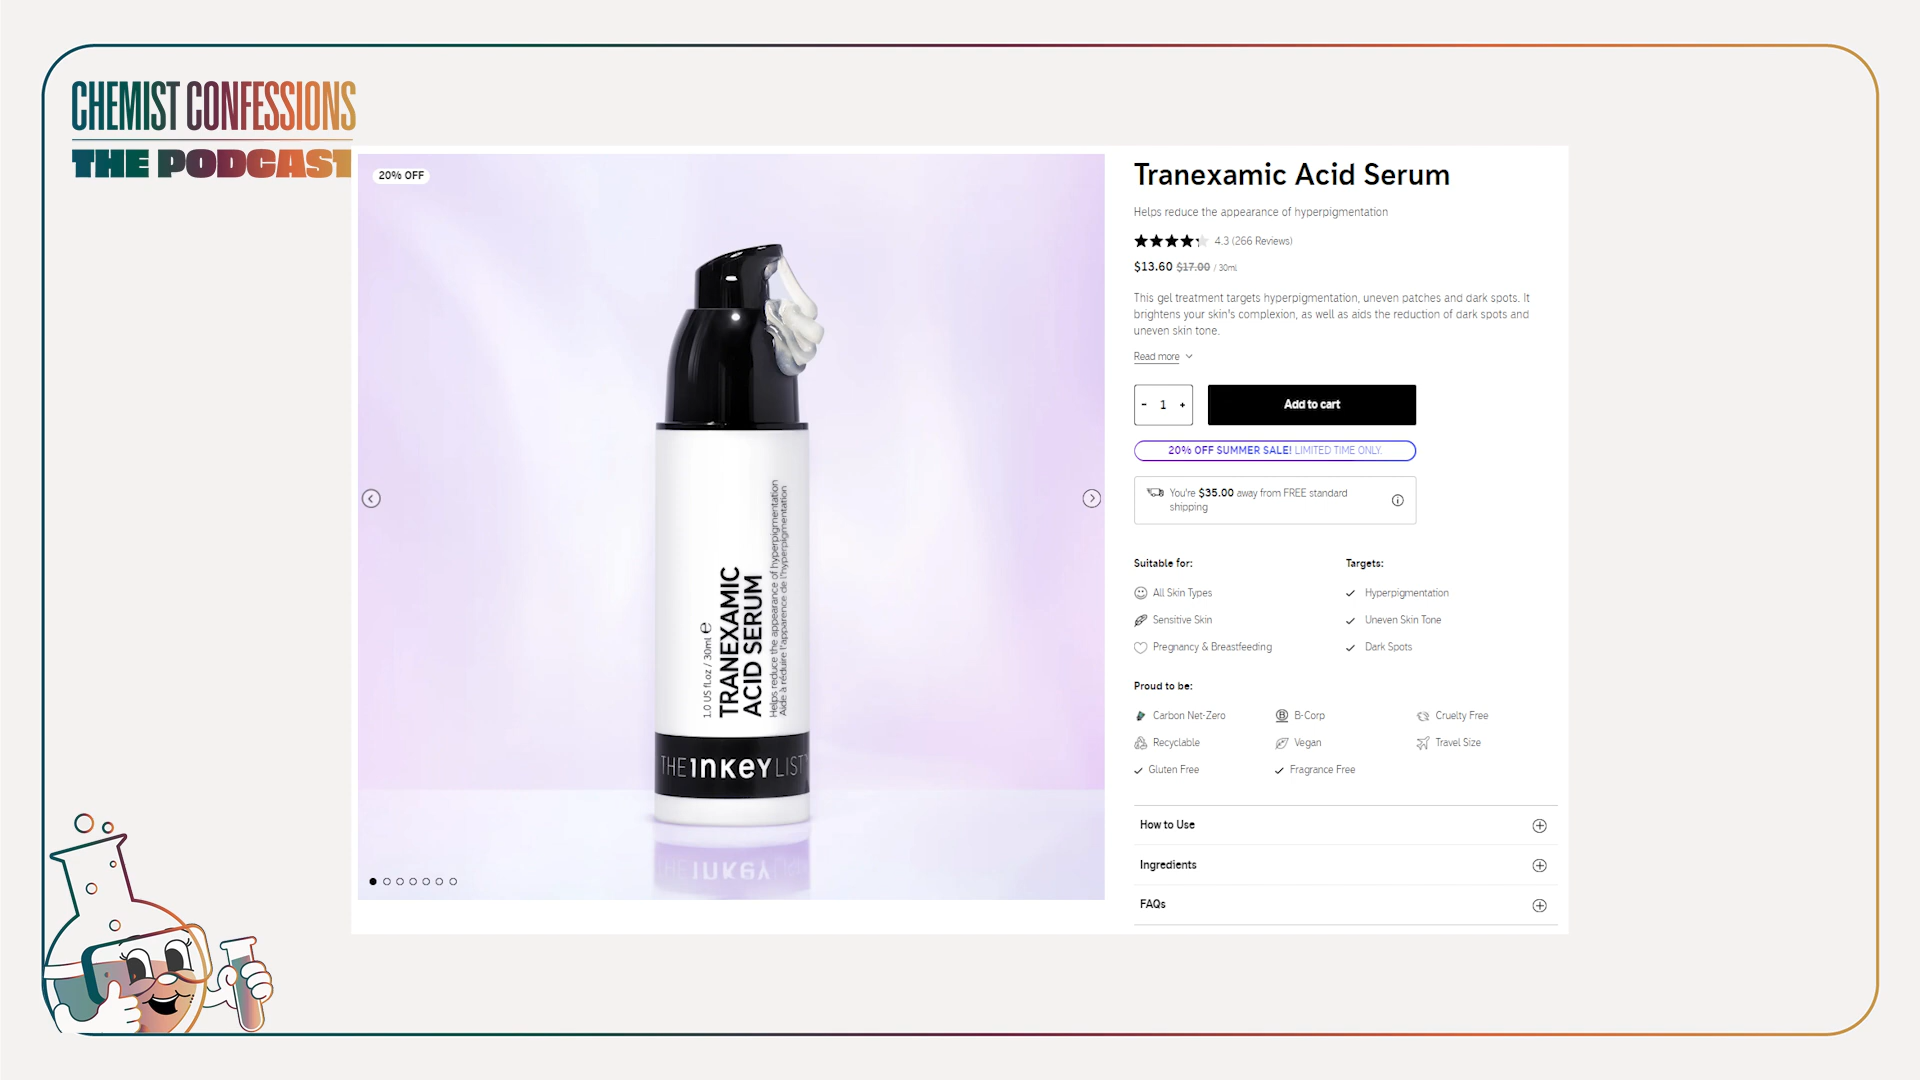 CHEMIST CONFESSIONS
THE PODCAST
20% OFF
1.0 US fl.oz / 30ml e
TRANEXAMIC
ACID SERUM
Helps reduce the appearance of hyperpigmentation
Aide à réduire l'apparence de l'hyperpigmentation
THE INKEY LIST
Tranexamic Acid Serum
Helps reduce the appearance of hyperpigmentation
4.3 (266 Reviews)
$13.60 $17.00 / 30ml
This gel treatment targets hyperpigmentation, uneven patches and dark spots. It
brightens your skin's complexion, as well as aids the reduction of dark spots and
uneven skin tone.
Read more
- 1 +
Add to cart
20% OFF SUMMER SALE! LIMITED TIME ONLY.
You're $35.00 away from FREE standard
shipping
Suitable for:
All Skin Types
Sensitive Skin
Pregnancy & Breastfeeding
Targets:
Hyperpigmentation
Uneven Skin Tone
Dark Spots
Proud to be:
Carbon Net-Zero
B-Corp
Cruelty Free
Recyclable
Vegan
Travel Size
Gluten Free
Fragrance Free
How to Use
Ingredients
FAQs